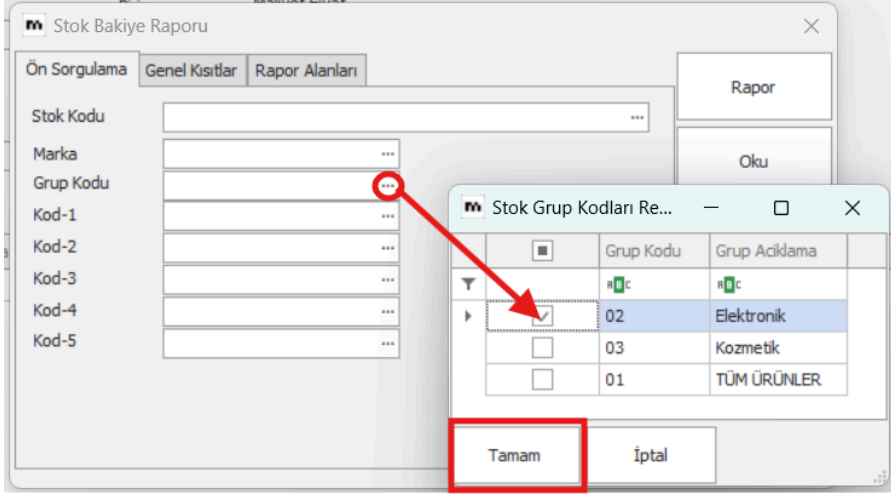 Stok Bakiye Raporu
Ön Sorgulama Genel Kısıtlar Rapor Alanları
Rapor
Stok Kodu ...
Oku
Marka ...
Grup Kodu ...
Kod-1 ...
Kod-2 ...
Kod-3 ...
Kod-4 ...
Kod-5 ...
Stok Grup Kodları Re...
Grup Kodu Grup Aciklama
ABC ABC
02 Elektronik
03 Kozmetik
01 TÜM ÜRÜNLER
Tamam İptal